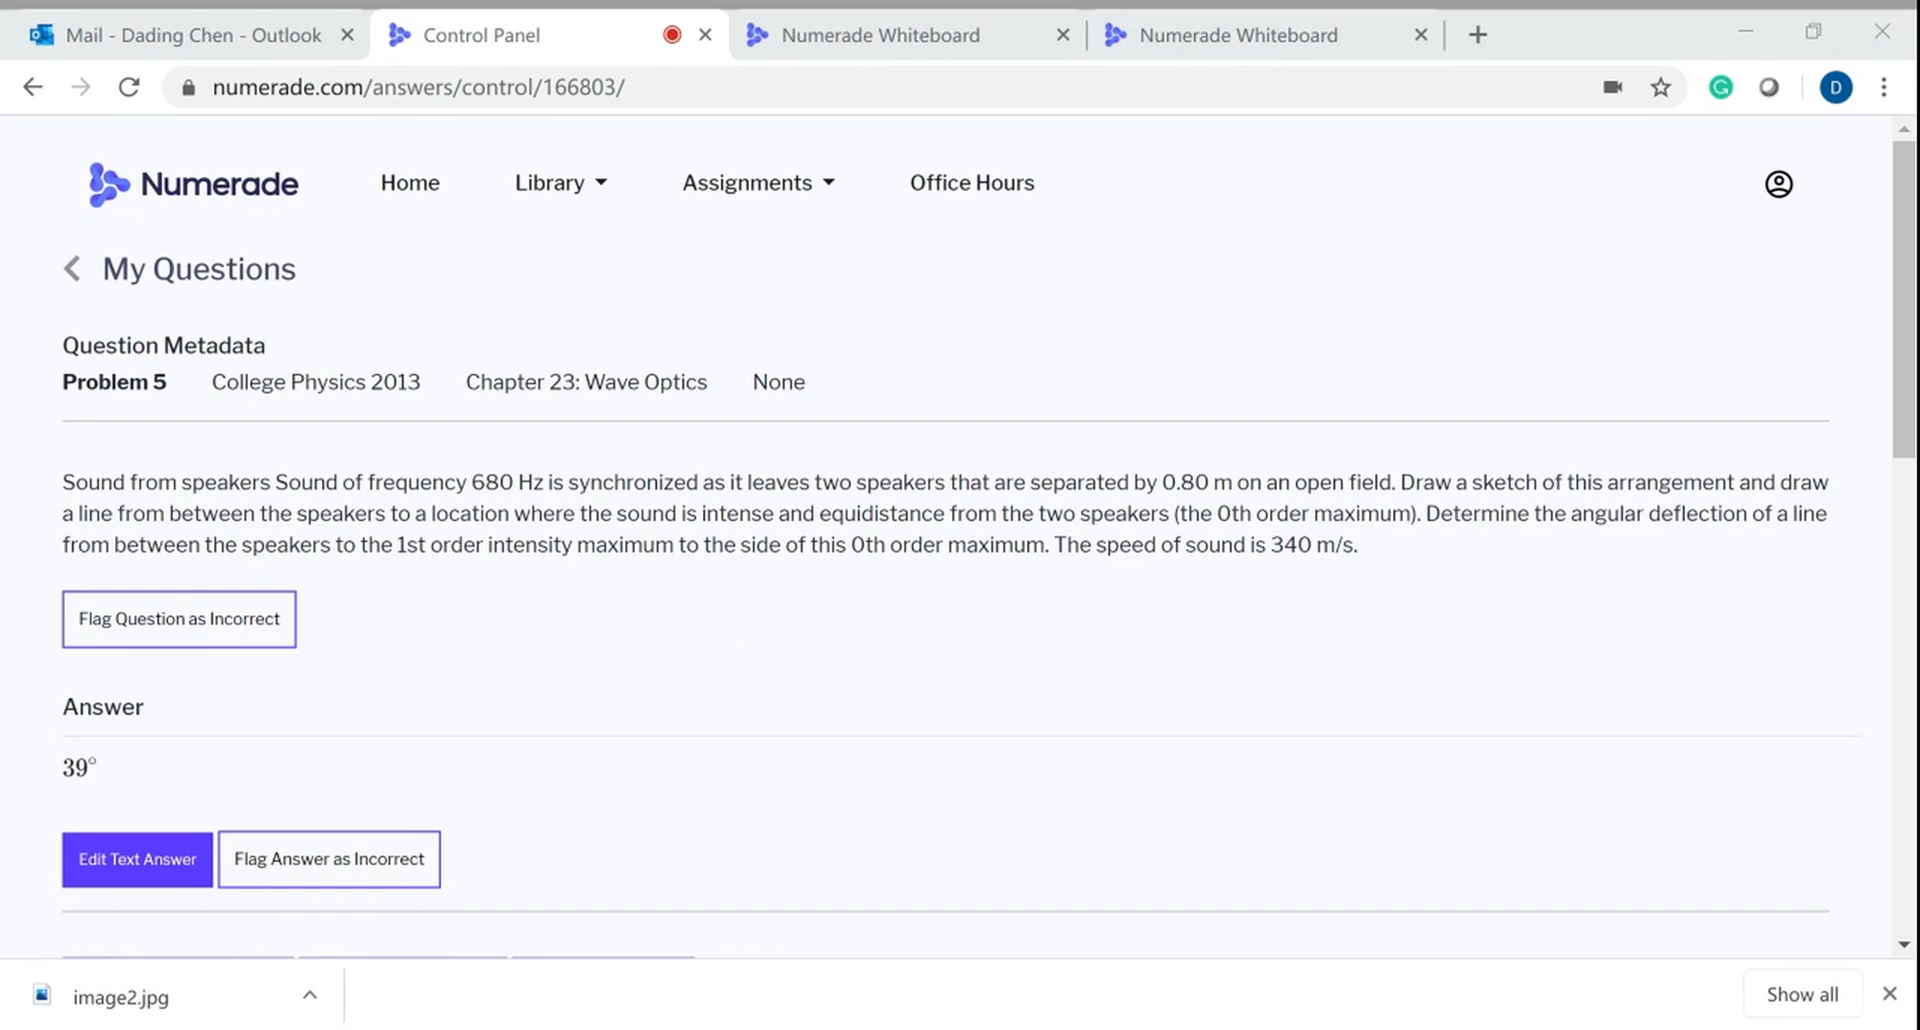 Mail - Dading Chen - Outlook
Control Panel
Numerade Whiteboard
Numerade Whiteboard
numerade.com/answers/control/166803/
D
Numerade
Home
Library
Assignments
Office Hours
My Questions
Question Metadata
Problem 5 College Physics 2013 Chapter 23: Wave Optics None
Sound from speakers Sound of frequency 680 Hz is synchronized as it leaves two speakers that are separated by 0.80 m on an open field. Draw a sketch of this arrangement and draw
a line from between the speakers to a location where the sound is intense and equidistance from the two speakers (the 0th order maximum). Determine the angular deflection of a line
from between the speakers to the 1st order intensity maximum to the side of this 0th order maximum. The speed of sound is 340 m/s.
Flag Question as Incorrect
Answer
39°
Edit Text Answer
Flag Answer as Incorrect
image2.jpg
Show all